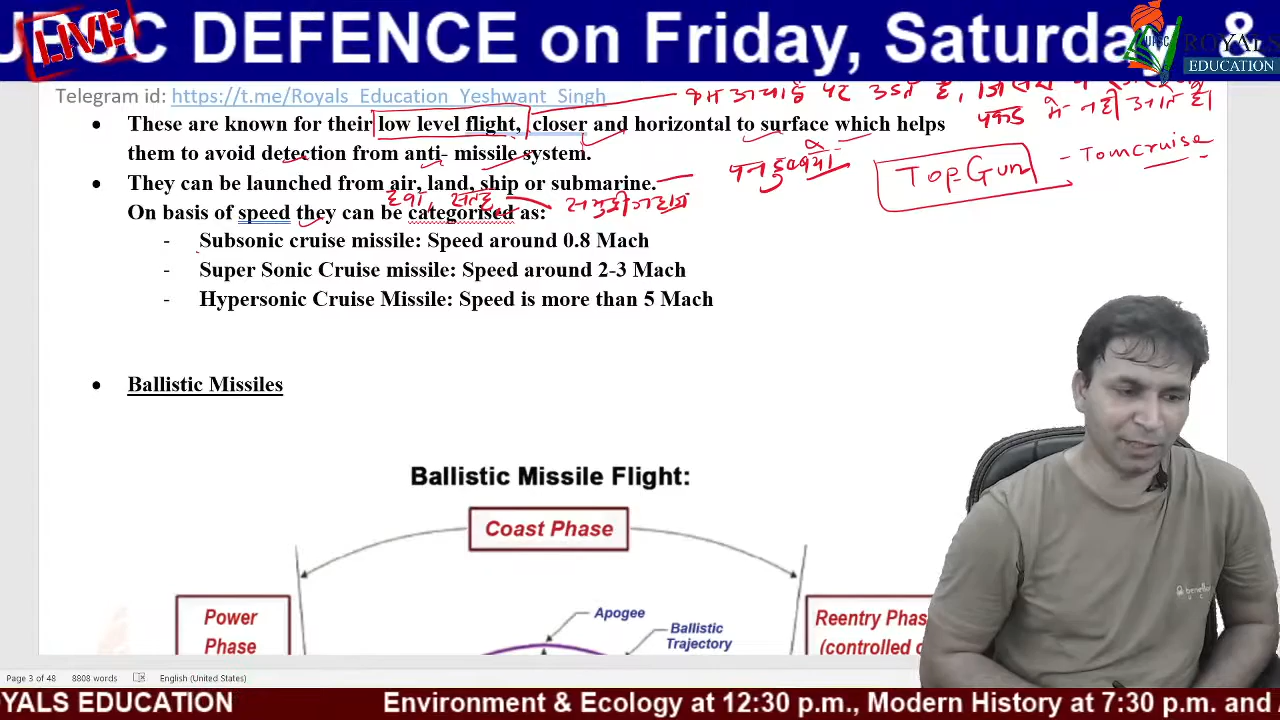 UPSC DEFENCE on Friday, Saturday &
LIVE
UPSC ROYALS
EDUCATION
Telegram id: https://t.me/Royals_Education_Yeshwant_Singh
पर उड़ते है,
पकड़ में नही आते है।
• These are known for their low level flight, closer and horizontal to surface which helps
them to avoid detection from anti- missile system.
पनडुब्बियां
TopGun - Tomcruise
• They can be launched from air, land, ship or submarine.
हवा, सतह,
On basis of speed they can be categorised as:
- Subsonic cruise missile: Speed around 0.8 Mach
- Super Sonic Cruise missile: Speed around 2-3 Mach
- Hypersonic Cruise Missile: Speed is more than 5 Mach
• Ballistic Missiles
Ballistic Missile Flight:
Coast Phase
Apogee
Power
Phase
Ballistic
Trajectory
Reentry Phas
(controlled o
Page 3 of 48 8808 words English (United States)
OYALS EDUCATION Environment & Ecology at 12:30 p.m., Modern History at 7:30 p.m. and A